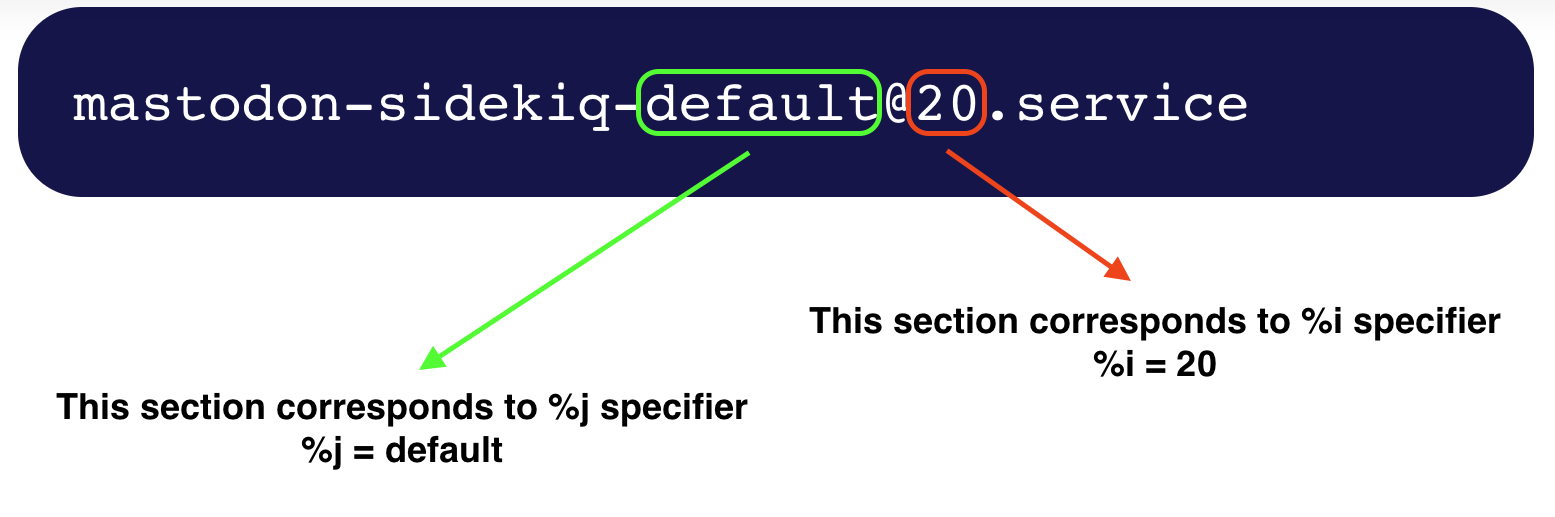 mastodon-sidekiq-default@20.service
This section corresponds to %i specifier
%i = 20
This section corresponds to %j specifier
%j = default